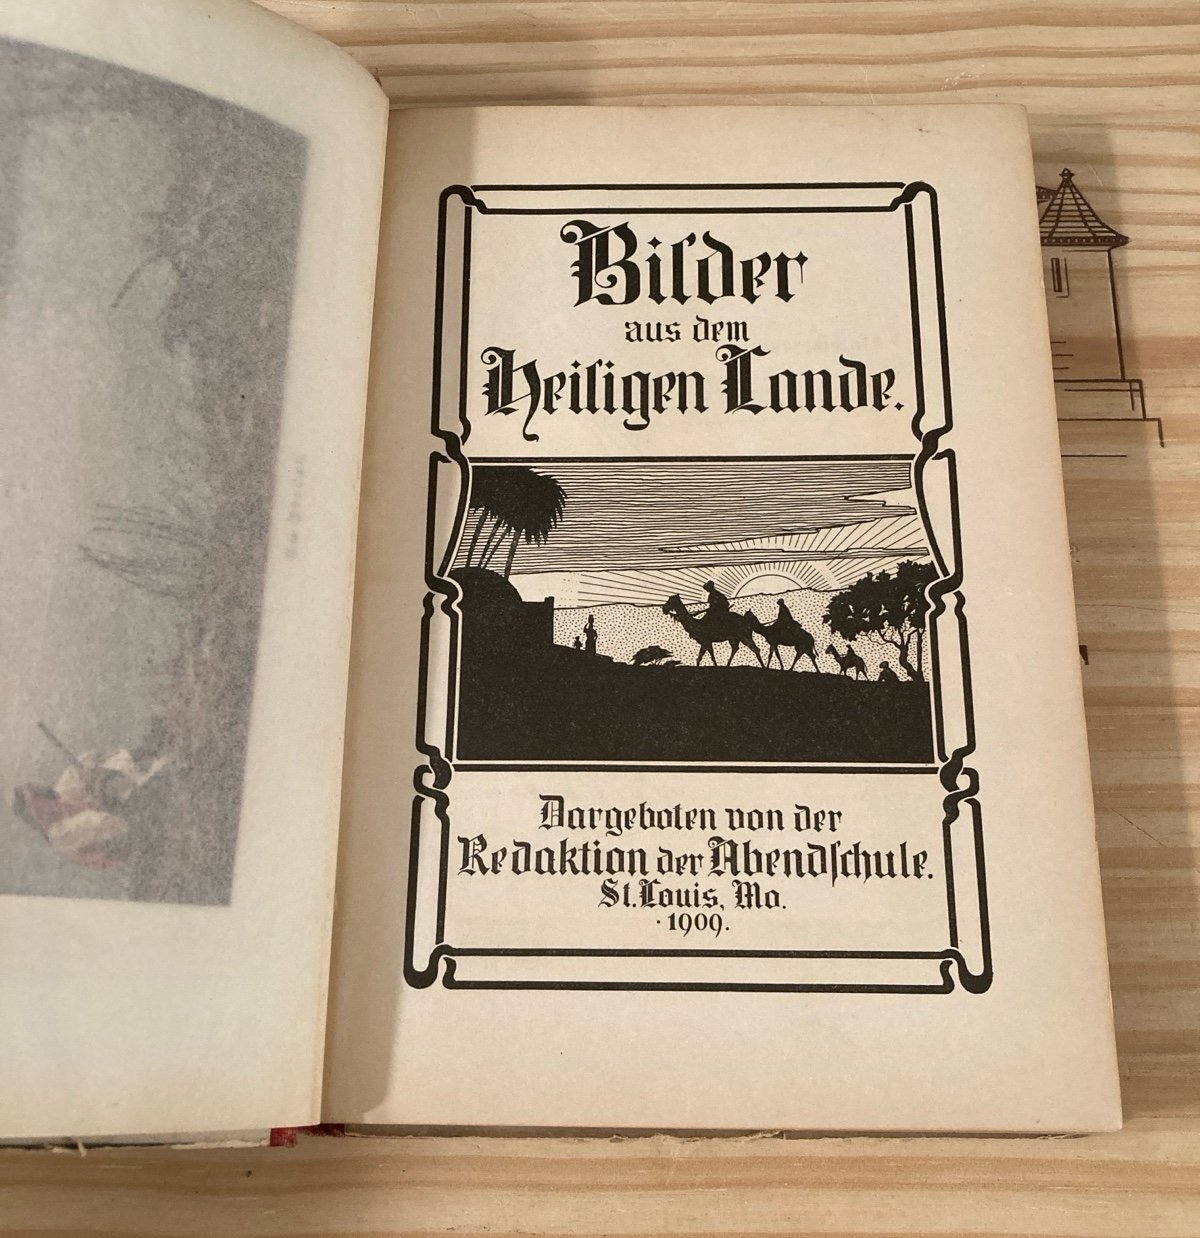 Bilder
aus dem
Heiligen Lande.
Dargeboten von der
Redaktion der Abendschule.
St. Louis, Mo.
· 1909.